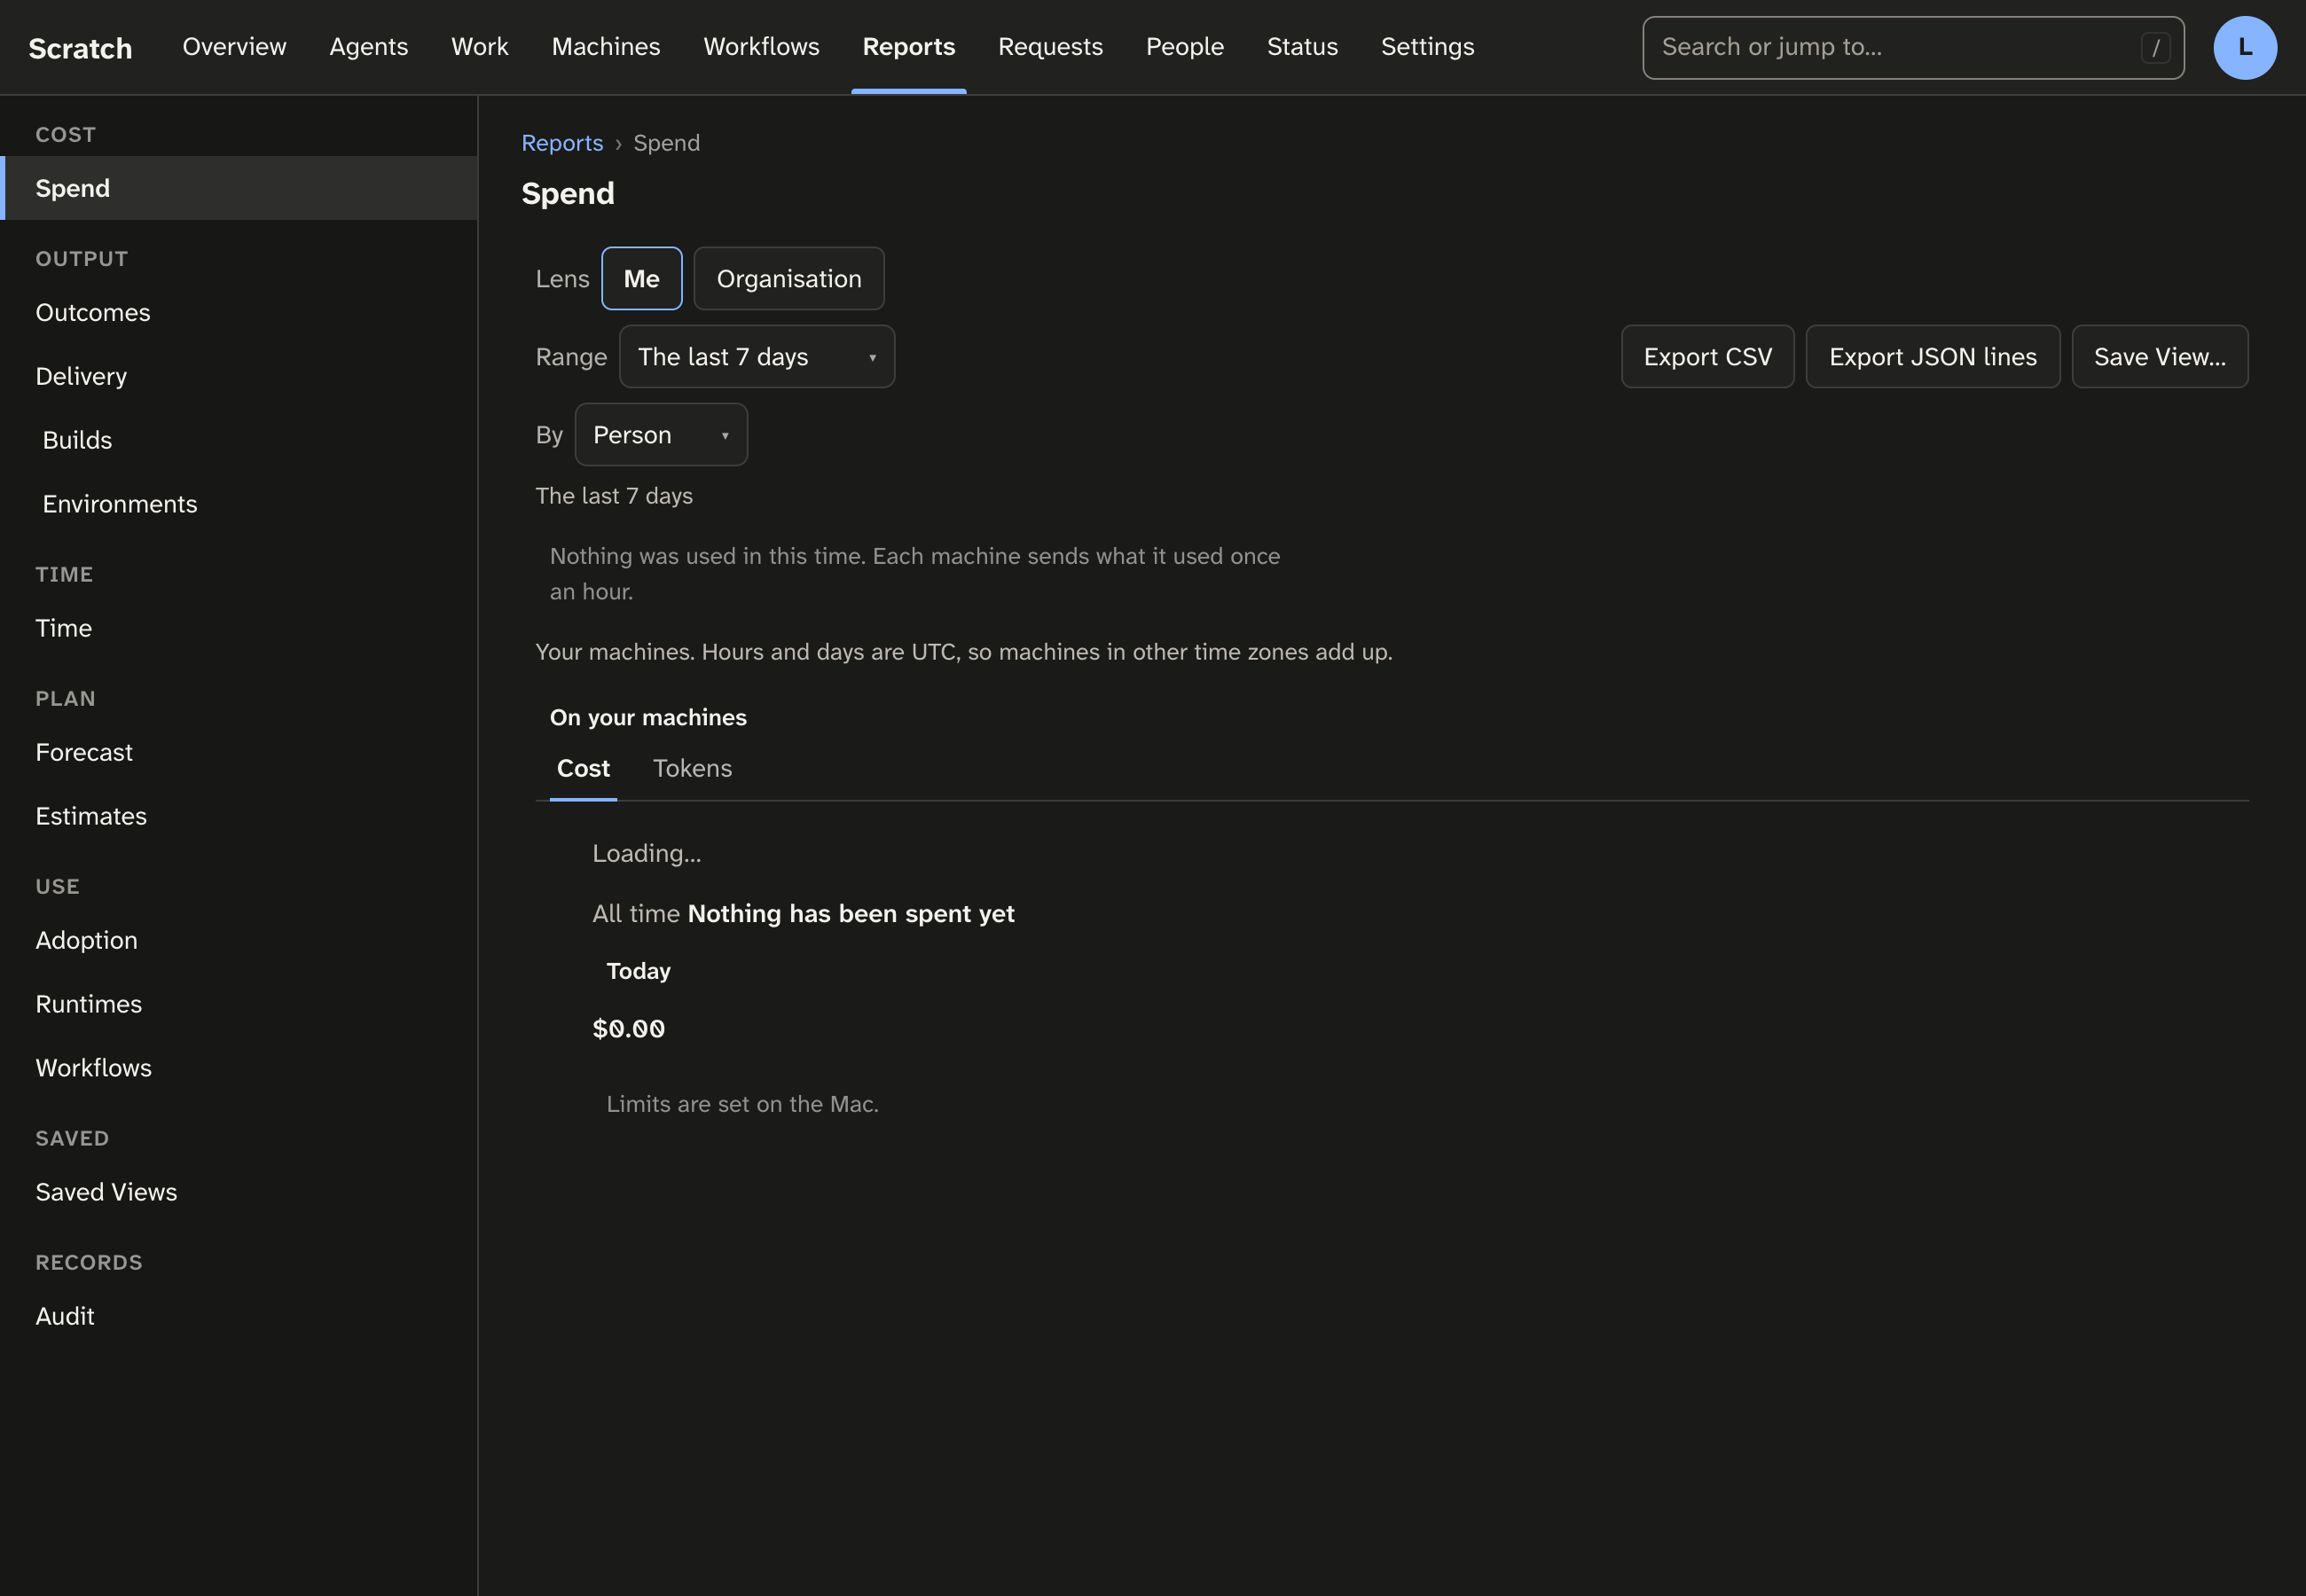 Scratch
Overview
Agents
Work
Machines
Workflows
Reports
Requests
People
Status
Settings
Search or jump to...
/
L
COST
Spend
OUTPUT
Outcomes
Delivery
Builds
Environments
TIME
Time
PLAN
Forecast
Estimates
USE
Adoption
Runtimes
Workflows
SAVED
Saved Views
RECORDS
Audit
Reports › Spend
Spend
Lens Me Organisation
Range The last 7 days
Export CSV
Export JSON lines
Save View...
By Person
The last 7 days
Nothing was used in this time. Each machine sends what it used once
an hour.
Your machines. Hours and days are UTC, so machines in other time zones add up.
On your machines
Cost Tokens
Loading...
All time Nothing has been spent yet
Today
$0.00
Limits are set on the Mac.